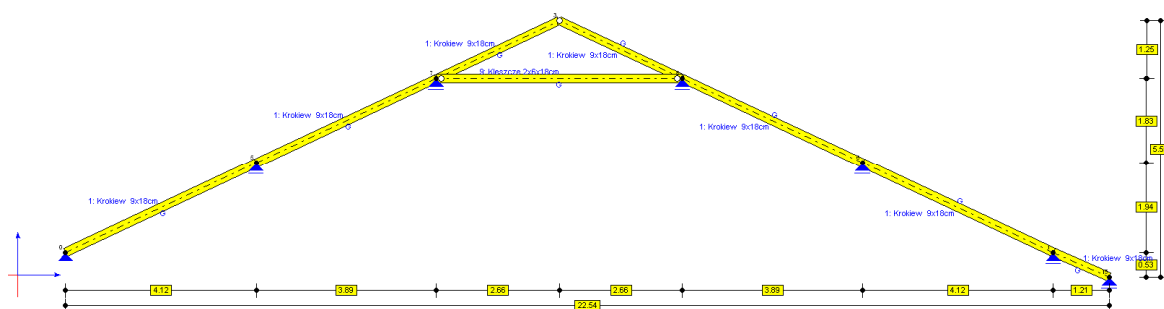 3
1: Krokiew 9x18cm
G
G
1: Krokiew 9x18cm
1.25
9: Kleszcze 2x6x18cm
G
1: Krokiew 9x18cm
G
G
1: Krokiew 9x18cm
1.83
5.5
1: Krokiew 9x18cm
G
G
1: Krokiew 9x18cm
1.94
1: Krokiew 9x18cm
G
0.53
4.12
3.89
2.66
2.66
3.89
4.12
1.21
22.54